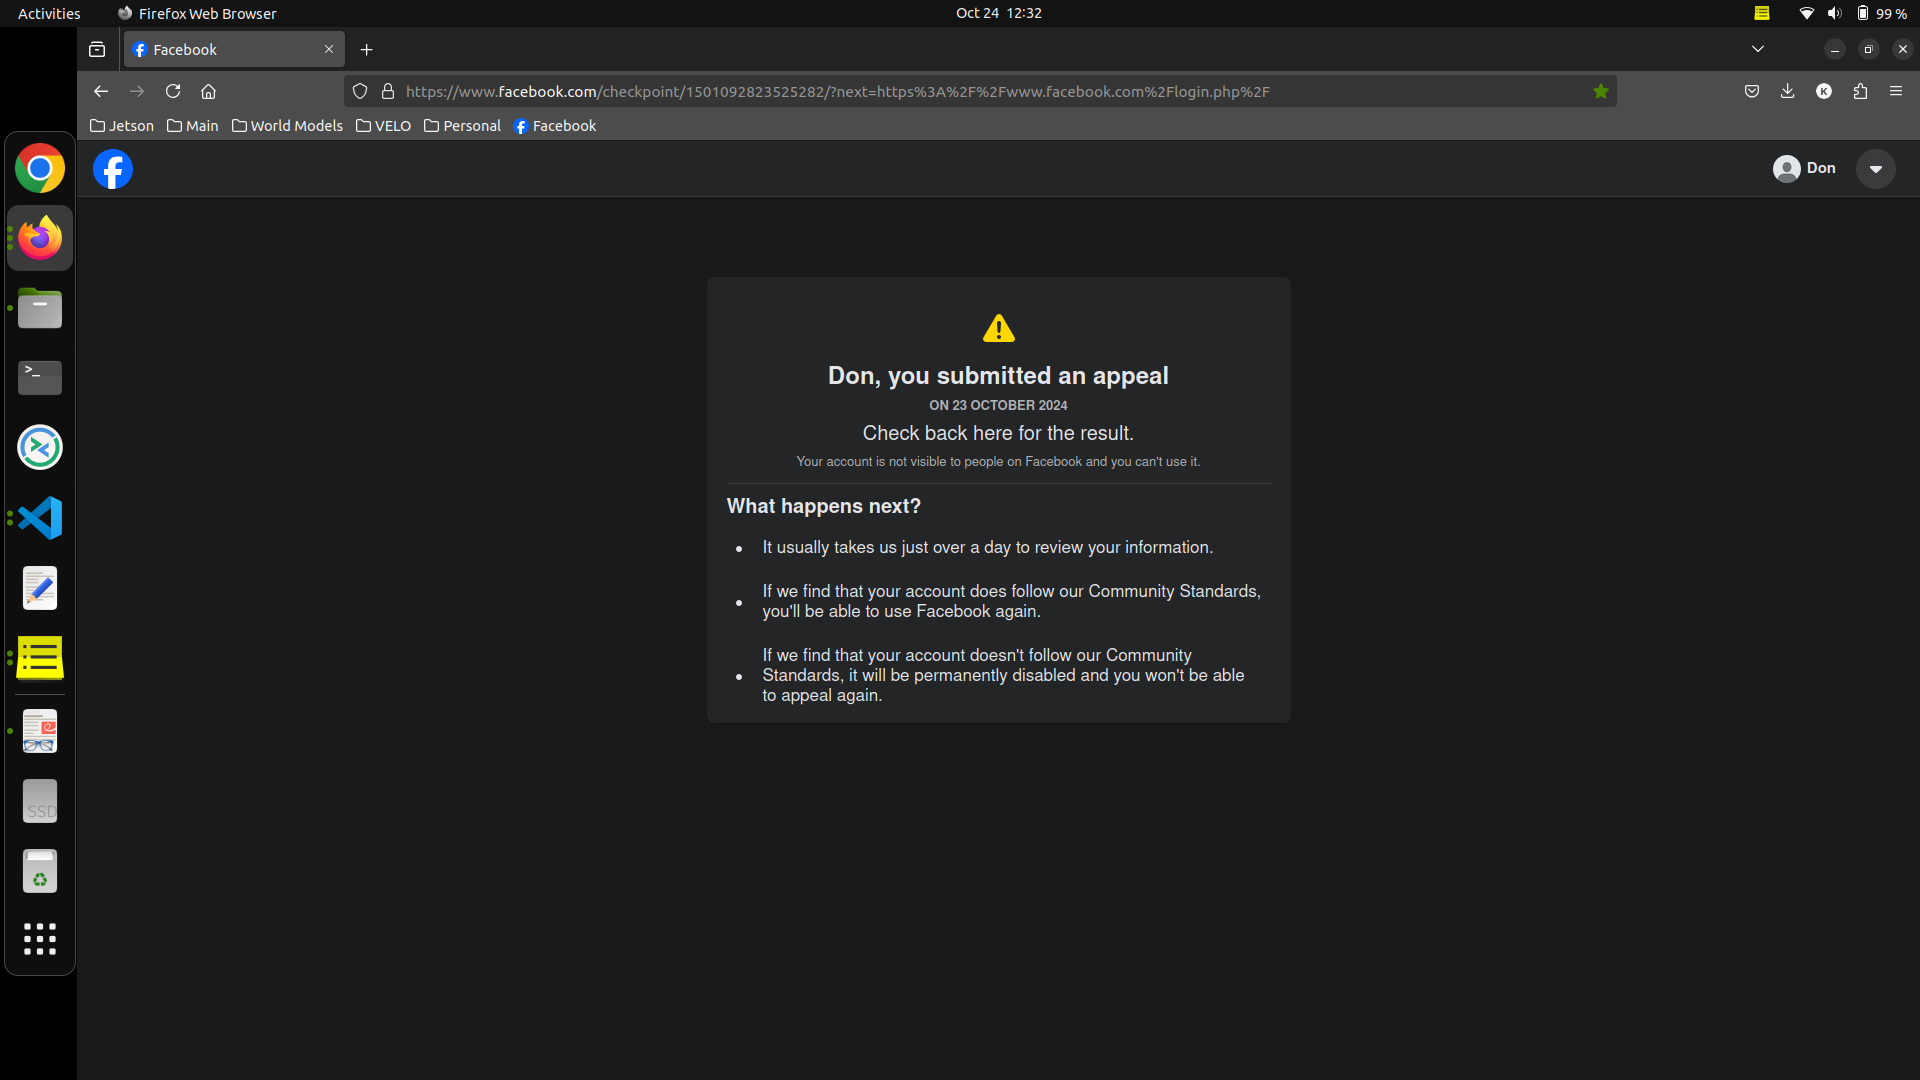 Activities
Firefox Web Browser
Oct 24 12:32
99 %
Facebook
https://www.facebook.com/checkpoint/1501092823525282/?next=https%3A%2F%2Fwww.facebook.com%2Flogin.php%2F
K
Jetson
Main
World Models
VELO
Personal
Facebook
Don
Don, you submitted an appeal
ON 23 OCTOBER 2024
Check back here for the result.
Your account is not visible to people on Facebook and you can't use it.
What happens next?
• It usually takes us just over a day to review your information.
• If we find that your account does follow our Community Standards,
you'll be able to use Facebook again.
• If we find that your account doesn't follow our Community
Standards, it will be permanently disabled and you won't be able
to appeal again.
>_
SSD